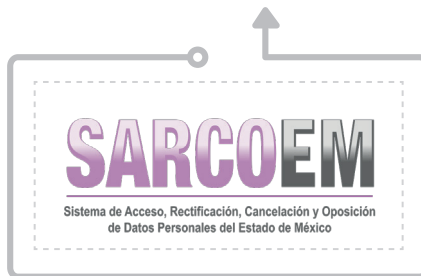 SARCOEM
Sistema de Acceso, Rectificación, Cancelación y Oposición
de Datos Personales del Estado de México